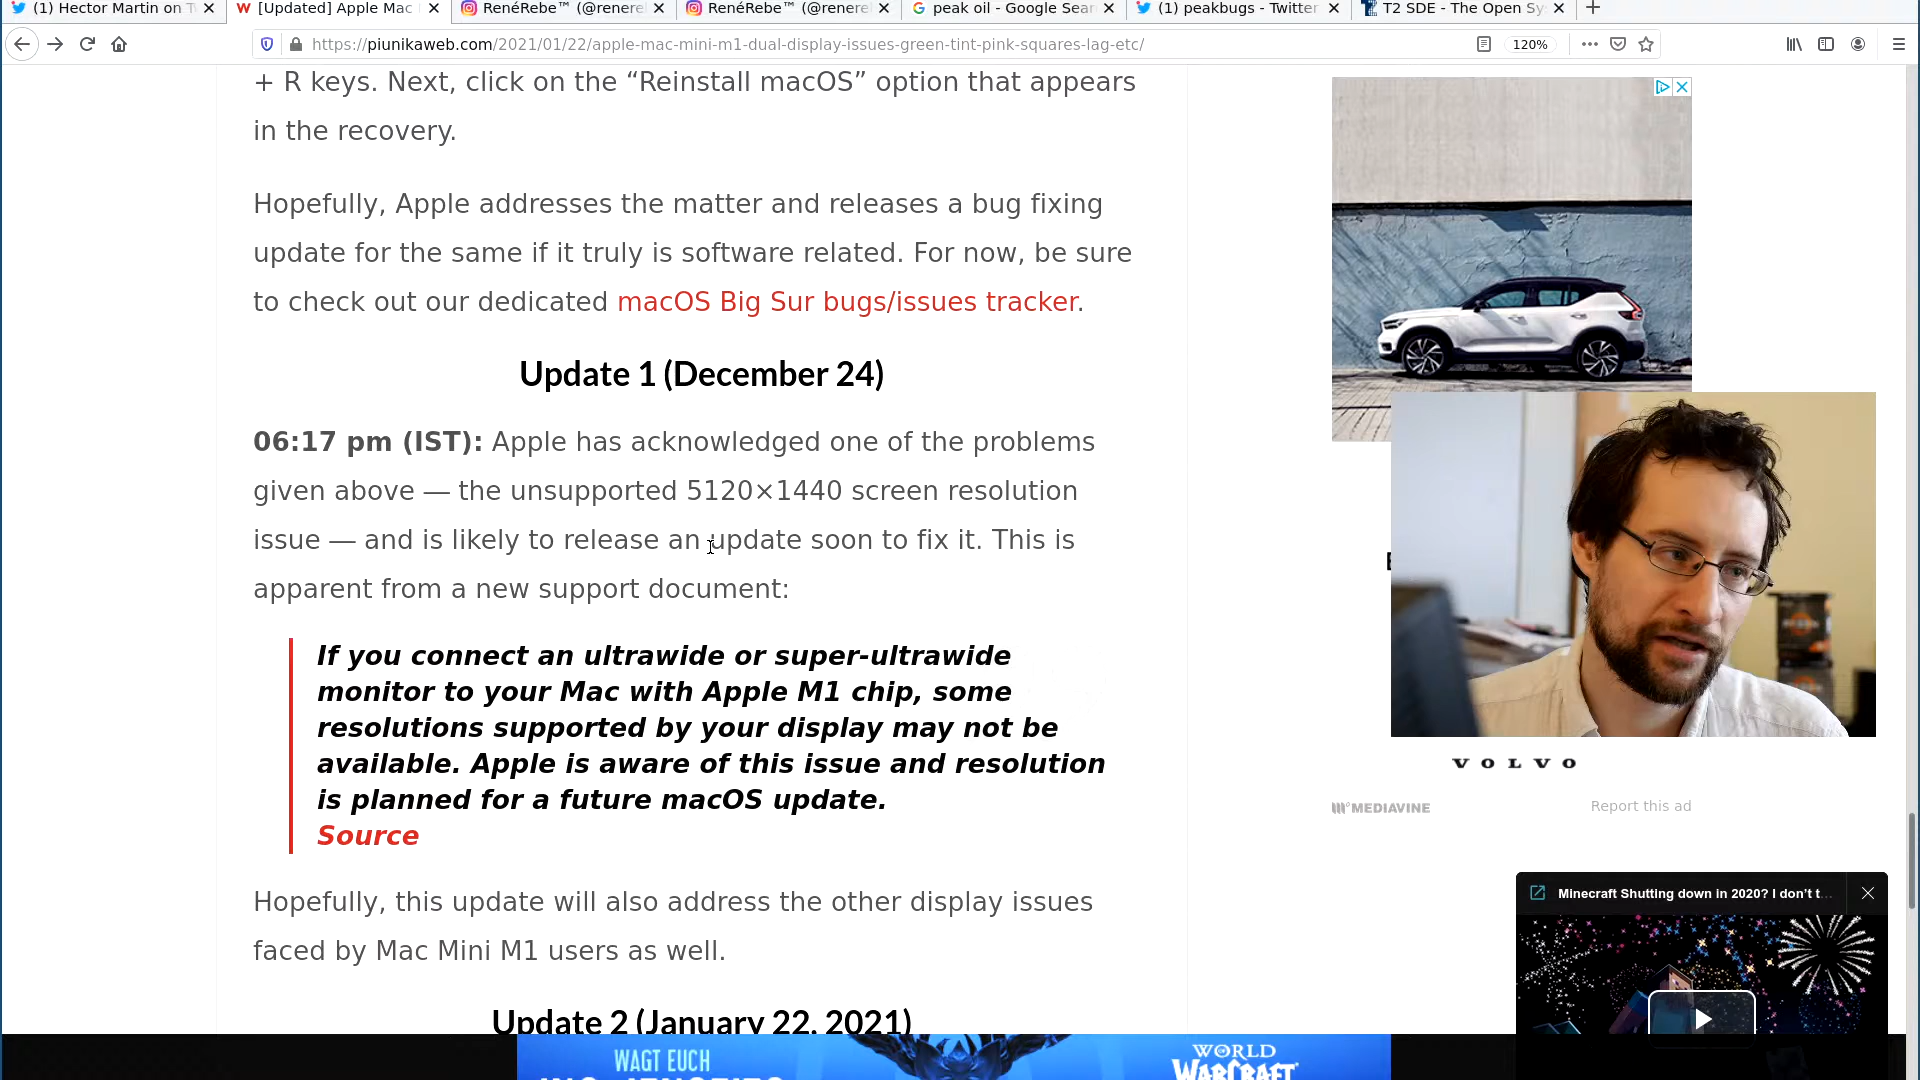 (1) Hector Martin on T
[Updated] Apple Mac
RenéRebe™ (@renere
RenéRebe™ (@renere
peak oil - Google Sear
(1) peakbugs - Twitter
T2 SDE - The Open Sy
https://piunikaweb.com/2021/01/22/apple-mac-mini-m1-dual-display-issues-green-tint-pink-squares-lag-etc/
120%
+ R keys. Next, click on the “Reinstall macOS” option that appears
in the recovery.
Hopefully, Apple addresses the matter and releases a bug fixing
update for the same if it truly is software related. For now, be sure
to check out our dedicated macOS Big Sur bugs/issues tracker.
Update 1 (December 24)
06:17 pm (IST): Apple has acknowledged one of the problems
given above — the unsupported 5120×1440 screen resolution
issue — and is likely to release an update soon to fix it. This is
apparent from a new support document:
If you connect an ultrawide or super-ultrawide
monitor to your Mac with Apple M1 chip, some
resolutions supported by your display may not be
available. Apple is aware of this issue and resolution
is planned for a future macOS update.
Source
Hopefully, this update will also address the other display issues
faced by Mac Mini M1 users as well.
Update 2 (January 22, 2021)
VOLVO
MEDIAVINE
Report this ad
Minecraft Shutting down in 2020? I don't t...
WAGT EUCH
WORLD
WARCRAFT